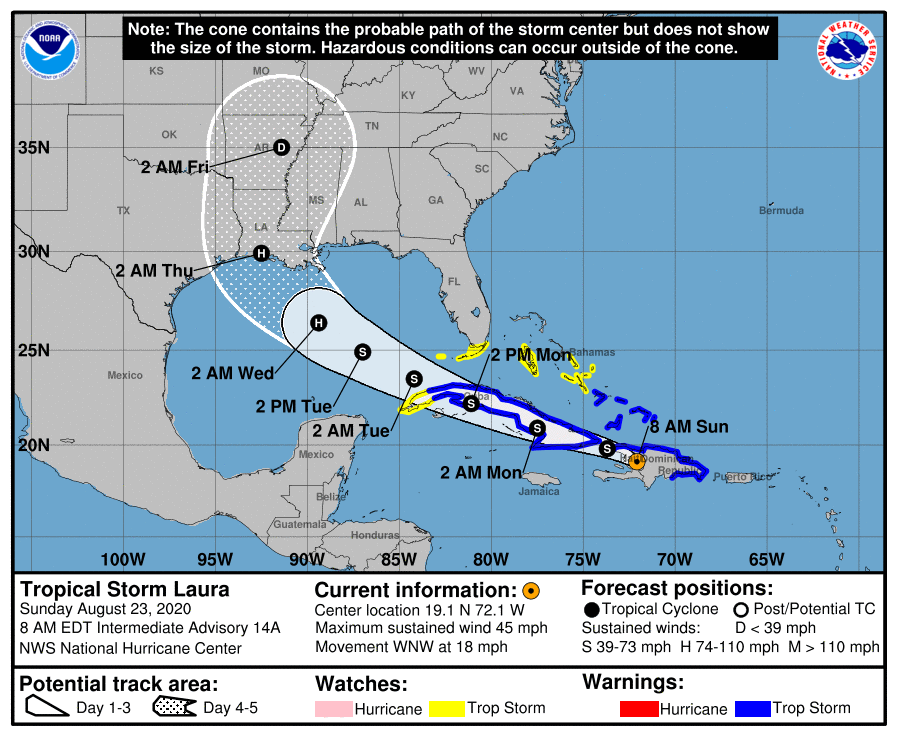 Note: The cone contains the probable path of the storm center but does not show
the size of the storm. Hazardous conditions can occur outside of the cone.
NOAA
NATIONAL WEATHER SERVICE
KS
MO
WV
KY
VA
OK
TN
NC
35N
AR
2 AM Fri
SC
TX
MS
AL
GA
Bermuda
LA
30N
2 AM Thu
FL
25N
2 PM Mon
Bahamas
Mexico
2 AM Wed
2 PM Tue
2 AM Tue
8 AM Sun
20N
Mexico
2 AM Mon
Puerto Rico
Jamaica
Belize
Guatemala
Honduras
100W 95W 90W 85W 80W 75W 70W 65W
D
H
H
S
S
S
S
S
Tropical Storm Laura
Sunday August 23, 2020
8 AM EDT Intermediate Advisory 14A
NWS National Hurricane Center
Current information:
Center location 19.1 N 72.1 W
Maximum sustained wind 45 mph
Movement WNW at 18 mph
Forecast positions:
Tropical Cyclone Post/Potential TC
Sustained winds: D < 39 mph
S 39-73 mph H 74-110 mph M > 110 mph
Potential track area:
Day 1-3 Day 4-5
Watches:
Hurricane Trop Storm
Warnings:
Hurricane Trop Storm